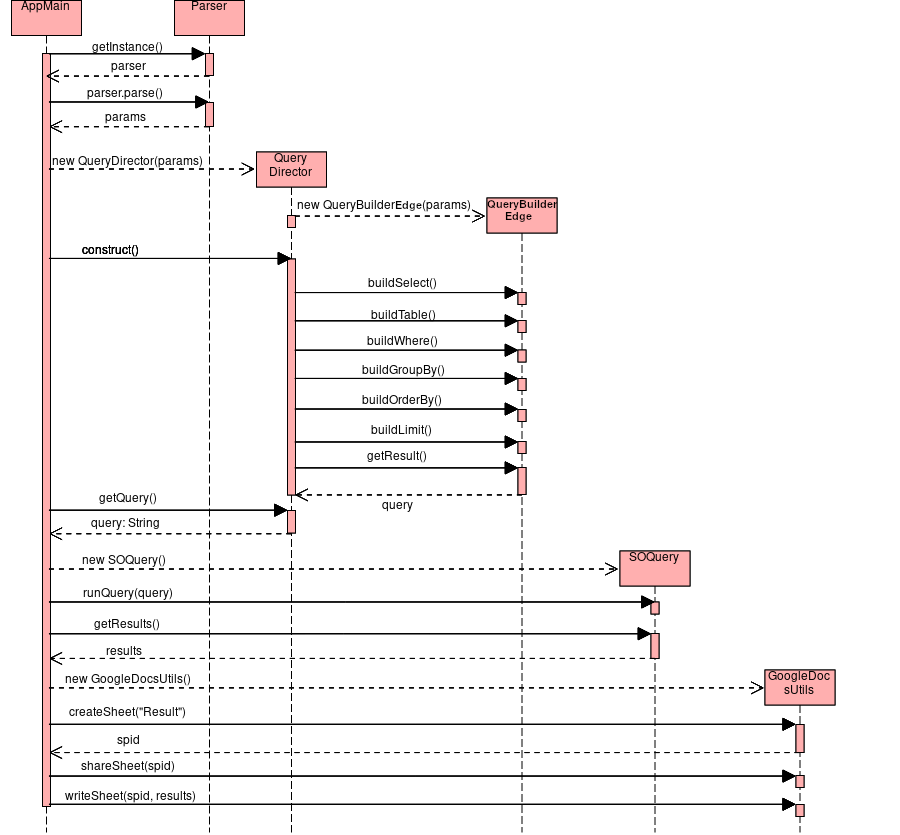 AppMain
Parser
getInstance()
parser
parser.parse()
params
new QueryDirector(params)
Query
Director
new QueryBuilderEdge(params)
QueryBuilder
Edge
construct()
buildSelect()
buildTable()
buildWhere()
buildGroupBy()
buildOrderBy()
buildLimit()
getResult()
query
getQuery()
query: String
new SOQuery()
SOQuery
runQuery(query)
getResults()
results
new GoogleDocsUtils()
GoogleDoc
sUtils
createSheet("Result")
spid
shareSheet(spid)
writeSheet(spid, results)